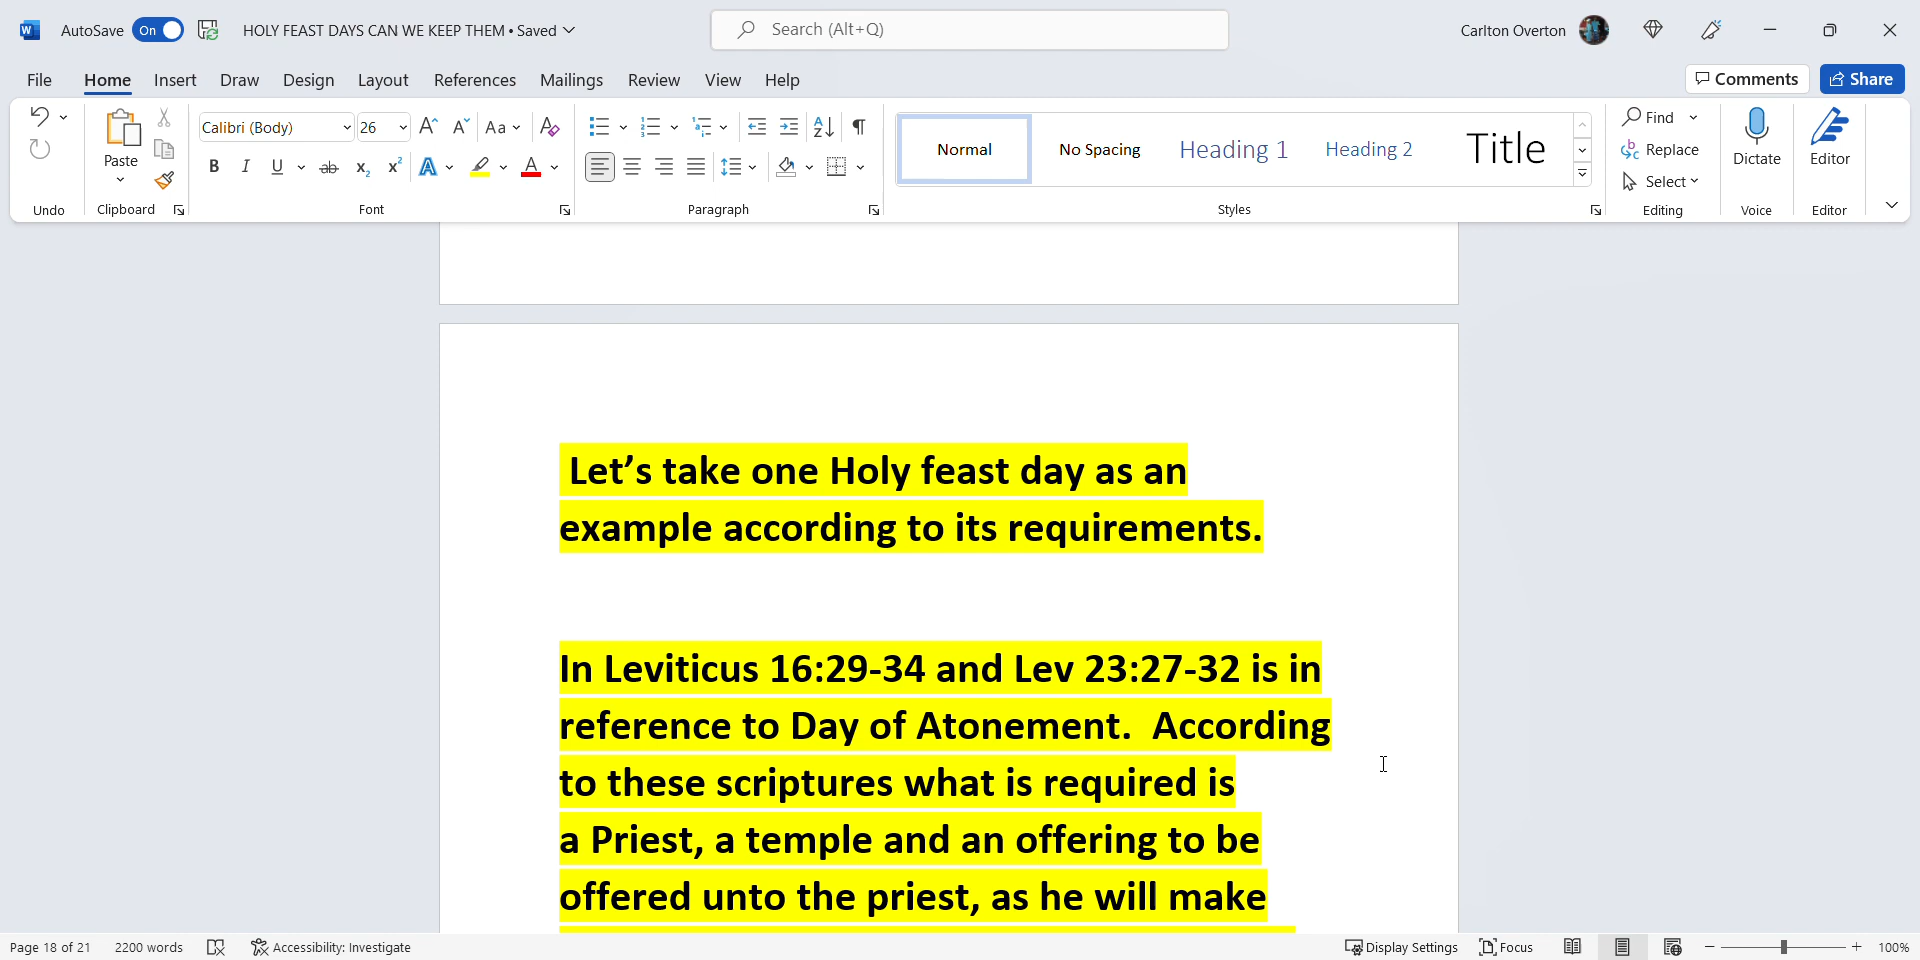 AutoSave On HOLY FEAST DAYS CAN WE KEEP THEM • Saved Search (Alt+Q) Carlton Overton
File Home Insert Draw Design Layout References Mailings Review View Help Comments Share
Calibri (Body) 26 Aa Find
Paste Normal No Spacing Heading 1 Heading 2 Title Replace Dictate Editor
B I U ab x₂ x² A A Select
Undo Clipboard Font Paragraph Styles Editing Voice Editor
Let’s take one Holy feast day as an
example according to its requirements.
In Leviticus 16:29-34 and Lev 23:27-32 is in
reference to Day of Atonement.  According
to these scriptures what is required is
a Priest, a temple and an offering to be
offered unto the priest, as he will make
Page 18 of 21 2200 words Accessibility: Investigate Display Settings Focus 100%